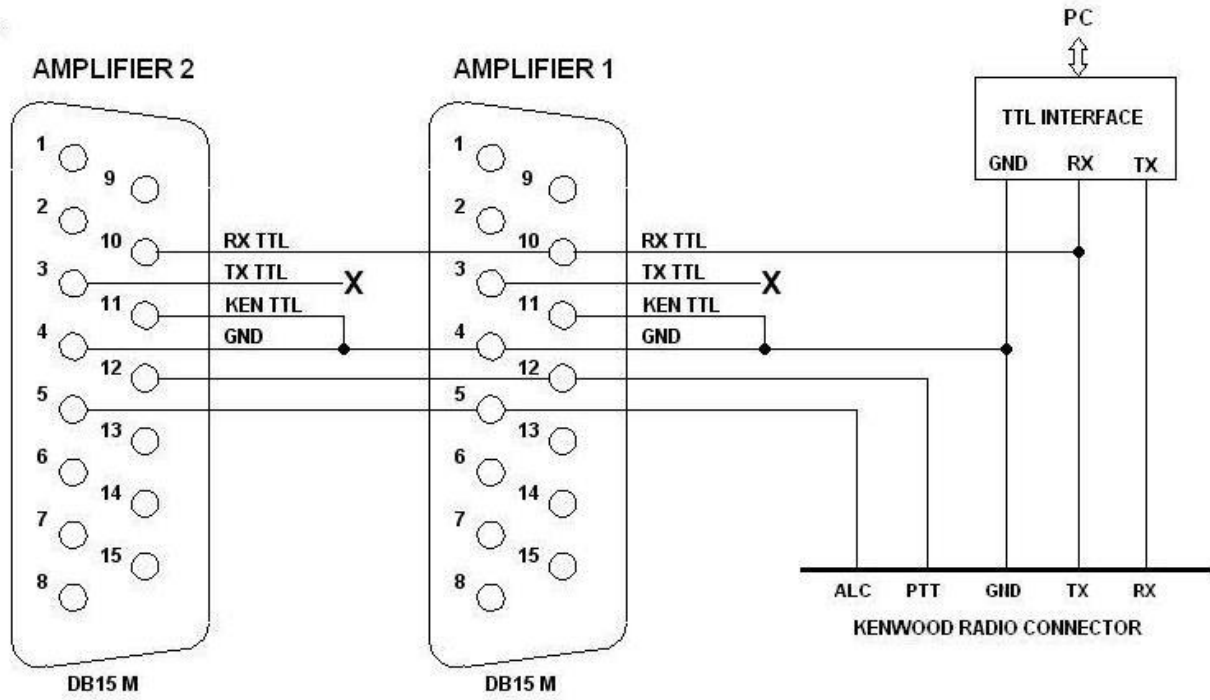 PC
AMPLIFIER 2
AMPLIFIER 1
TTL INTERFACE
GND RX TX
1
9
2
10
3
11
4
12
5
13
6
14
7
15
8
RX TTL
TX TTL
X
KEN TTL
GND
DB15 M
1
9
2
10
3
11
4
12
5
13
6
14
7
15
8
RX TTL
TX TTL
X
KEN TTL
GND
DB15 M
ALC PTT GND TX RX
KENWOOD RADIO CONNECTOR